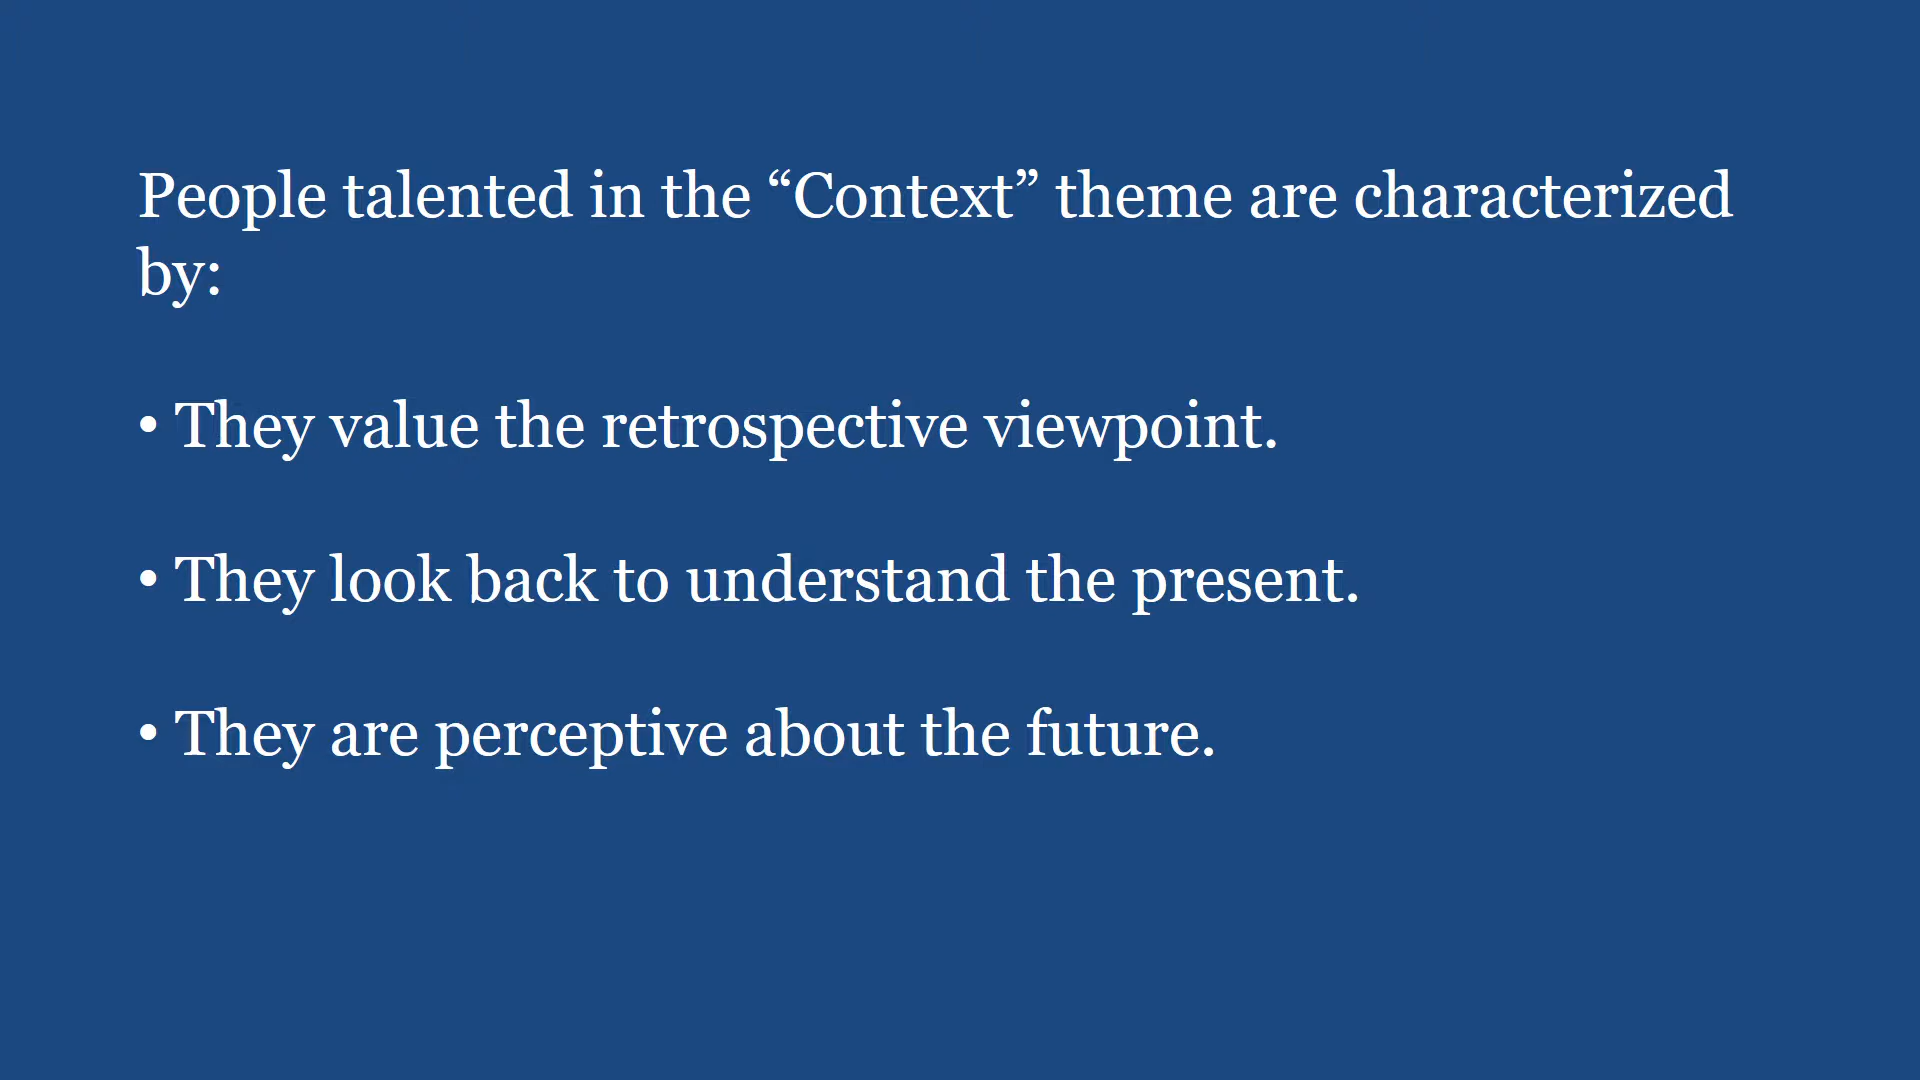 People talented in the “Context” theme are characterized
by:
• They value the retrospective viewpoint.
• They look back to understand the present.
• They are perceptive about the future.